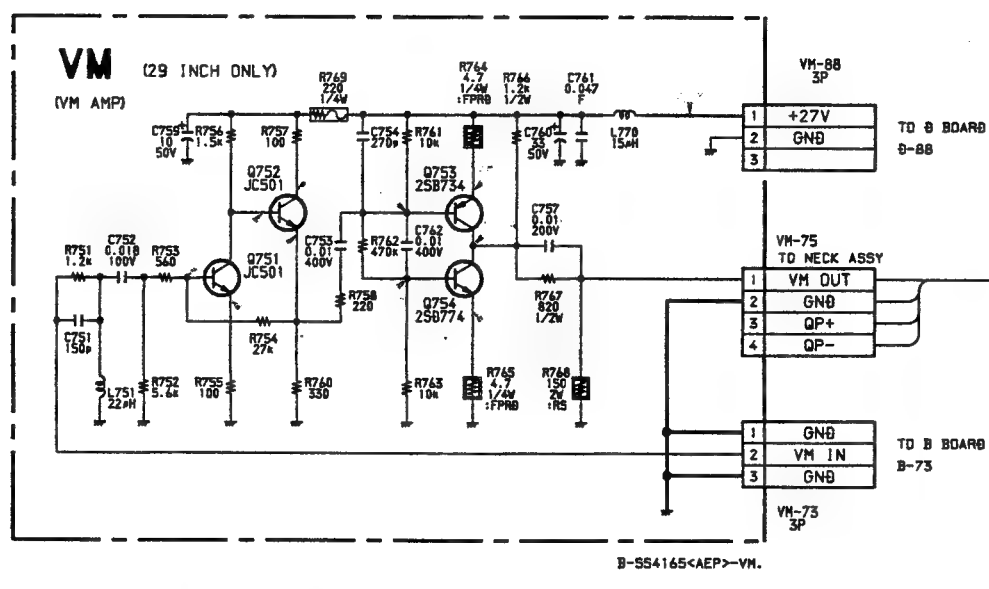 VM (29 INCH ONLY)
(VM AMP)
R769
220
1/4W
R764
4.7
1/4W
:FPRD
R766
1.2k
1/2W
C761
0.047
F
VM-88
3P
C759
10
50V
R756
1.5k
R757
100
C754
270p
R761
10k
C760
33
50V
L770
15µH
1 +27V
2 GND
3
TO D BOARD
D-88
Q752
JC501
Q753
2SB734
C757
0.01
200V
R751
1.2k
C752
0.018
100V
R753
560
Q751
JC501
C753
0.01
400V
R762
470k
C762
0.01
400V
VM-75
TO NECK ASSY
1 VM OUT
2 GND
3 QP+
4 QP-
C751
150p
R754
27k
R758
220
Q754
2SD774
R767
820
1/2W
L751
22µH
R752
5.6k
R755
100
R760
330
R763
10k
R765
4.7
1/4W
:FPRD
R768
150
2W
:RS
1 GND
2 VM IN
3 GND
TO B BOARD
B-73
VM-73
3P
B-SS4165<AEP>-VM.